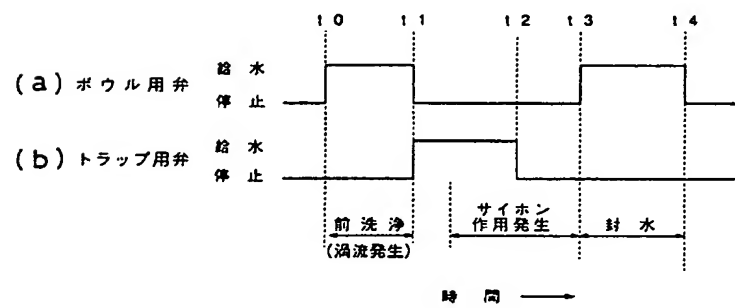 t0 t1 t2 t3 t4
(a) ボウル用弁 給水
停止
(b) トラップ用弁 給水
停止
サイホン
前洗浄 作用発生 封水
(渦流発生)
時間